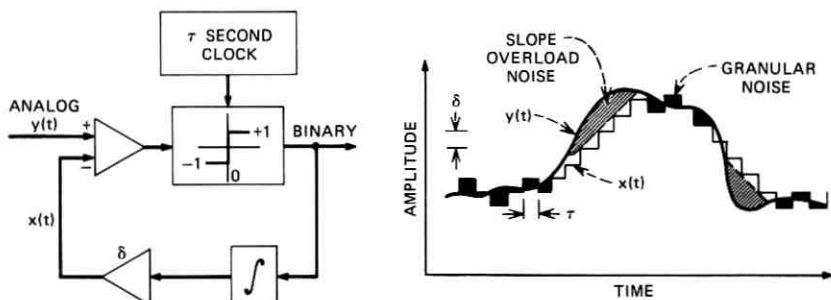 τ SECOND
CLOCK
ANALOG
y(t)
+
−
+1
−1
0
BINARY
x(t)
δ
∫
SLOPE
OVERLOAD
NOISE
GRANULAR
NOISE
δ
y(t)
x(t)
τ
AMPLITUDE
TIME